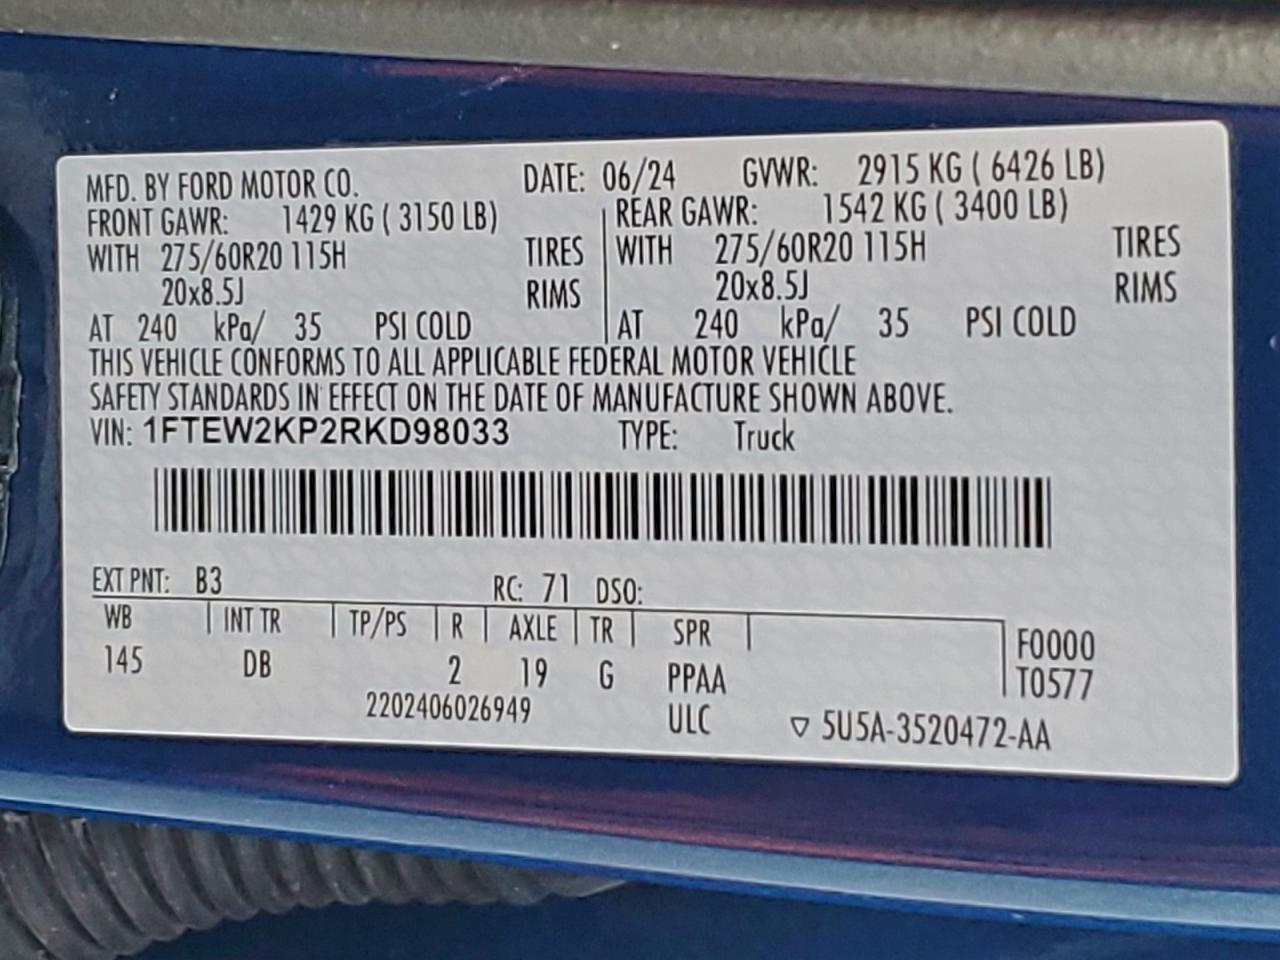 MFD. BY FORD MOTOR CO. DATE: 06/24 GVWR: 2915 KG ( 6426 LB)
FRONT GAWR: 1429 KG ( 3150 LB) REAR GAWR: 1542 KG ( 3400 LB)
WITH 275/60R20 115H TIRES WITH 275/60R20 115H TIRES
20x8.5J RIMS 20x8.5J RIMS
AT 240 kPa/ 35 PSI COLD AT 240 kPa/ 35 PSI COLD
THIS VEHICLE CONFORMS TO ALL APPLICABLE FEDERAL MOTOR VEHICLE
SAFETY STANDARDS IN EFFECT ON THE DATE OF MANUFACTURE SHOWN ABOVE.
VIN: 1FTEW2KP2RKD98033 TYPE: Truck
EXT PNT: B3 RC: 71 DSO:
WB INT TR TP/PS R AXLE TR SPR F0000
145 DB 2 19 G PPAA T0577
2202406026949 ULC ▽ 5U5A-3520472-AA